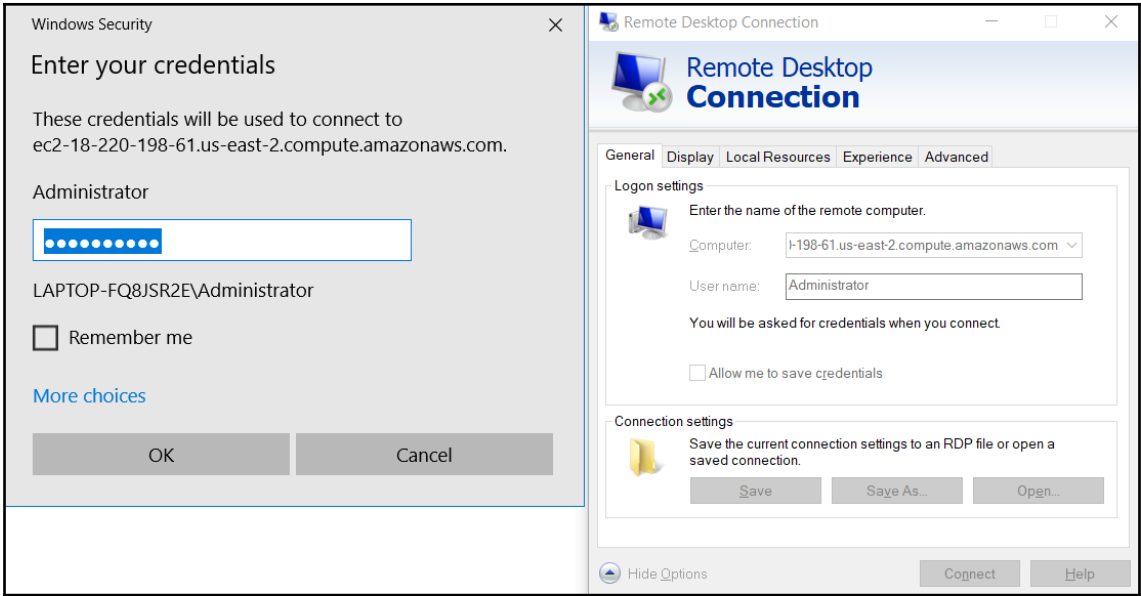 Windows Security
Enter your credentials
These credentials will be used to connect to
ec2-18-220-198-61.us-east-2.compute.amazonaws.com.
Administrator
••••••••••
LAPTOP-FQ8JSR2E\Administrator
Remember me
More choices
OK Cancel
Remote Desktop Connection
Remote Desktop
Connection
General Display Local Resources Experience Advanced
Logon settings
Enter the name of the remote computer.
Computer: -198-61.us-east-2.compute.amazonaws.com
User name: Administrator
You will be asked for credentials when you connect.
Allow me to save credentials
Connection settings
Save the current connection settings to an RDP file or open a
saved connection.
Save Save As... Open...
Hide Options Connect Help